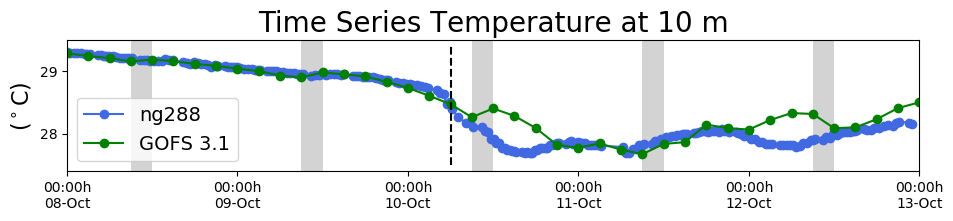 Time Series Temperature at 10 m
(°C)
29
28
ng288
GOFS 3.1
00:00h 00:00h 00:00h 00:00h 00:00h 00:00h
08-Oct 09-Oct 10-Oct 11-Oct 12-Oct 13-Oct